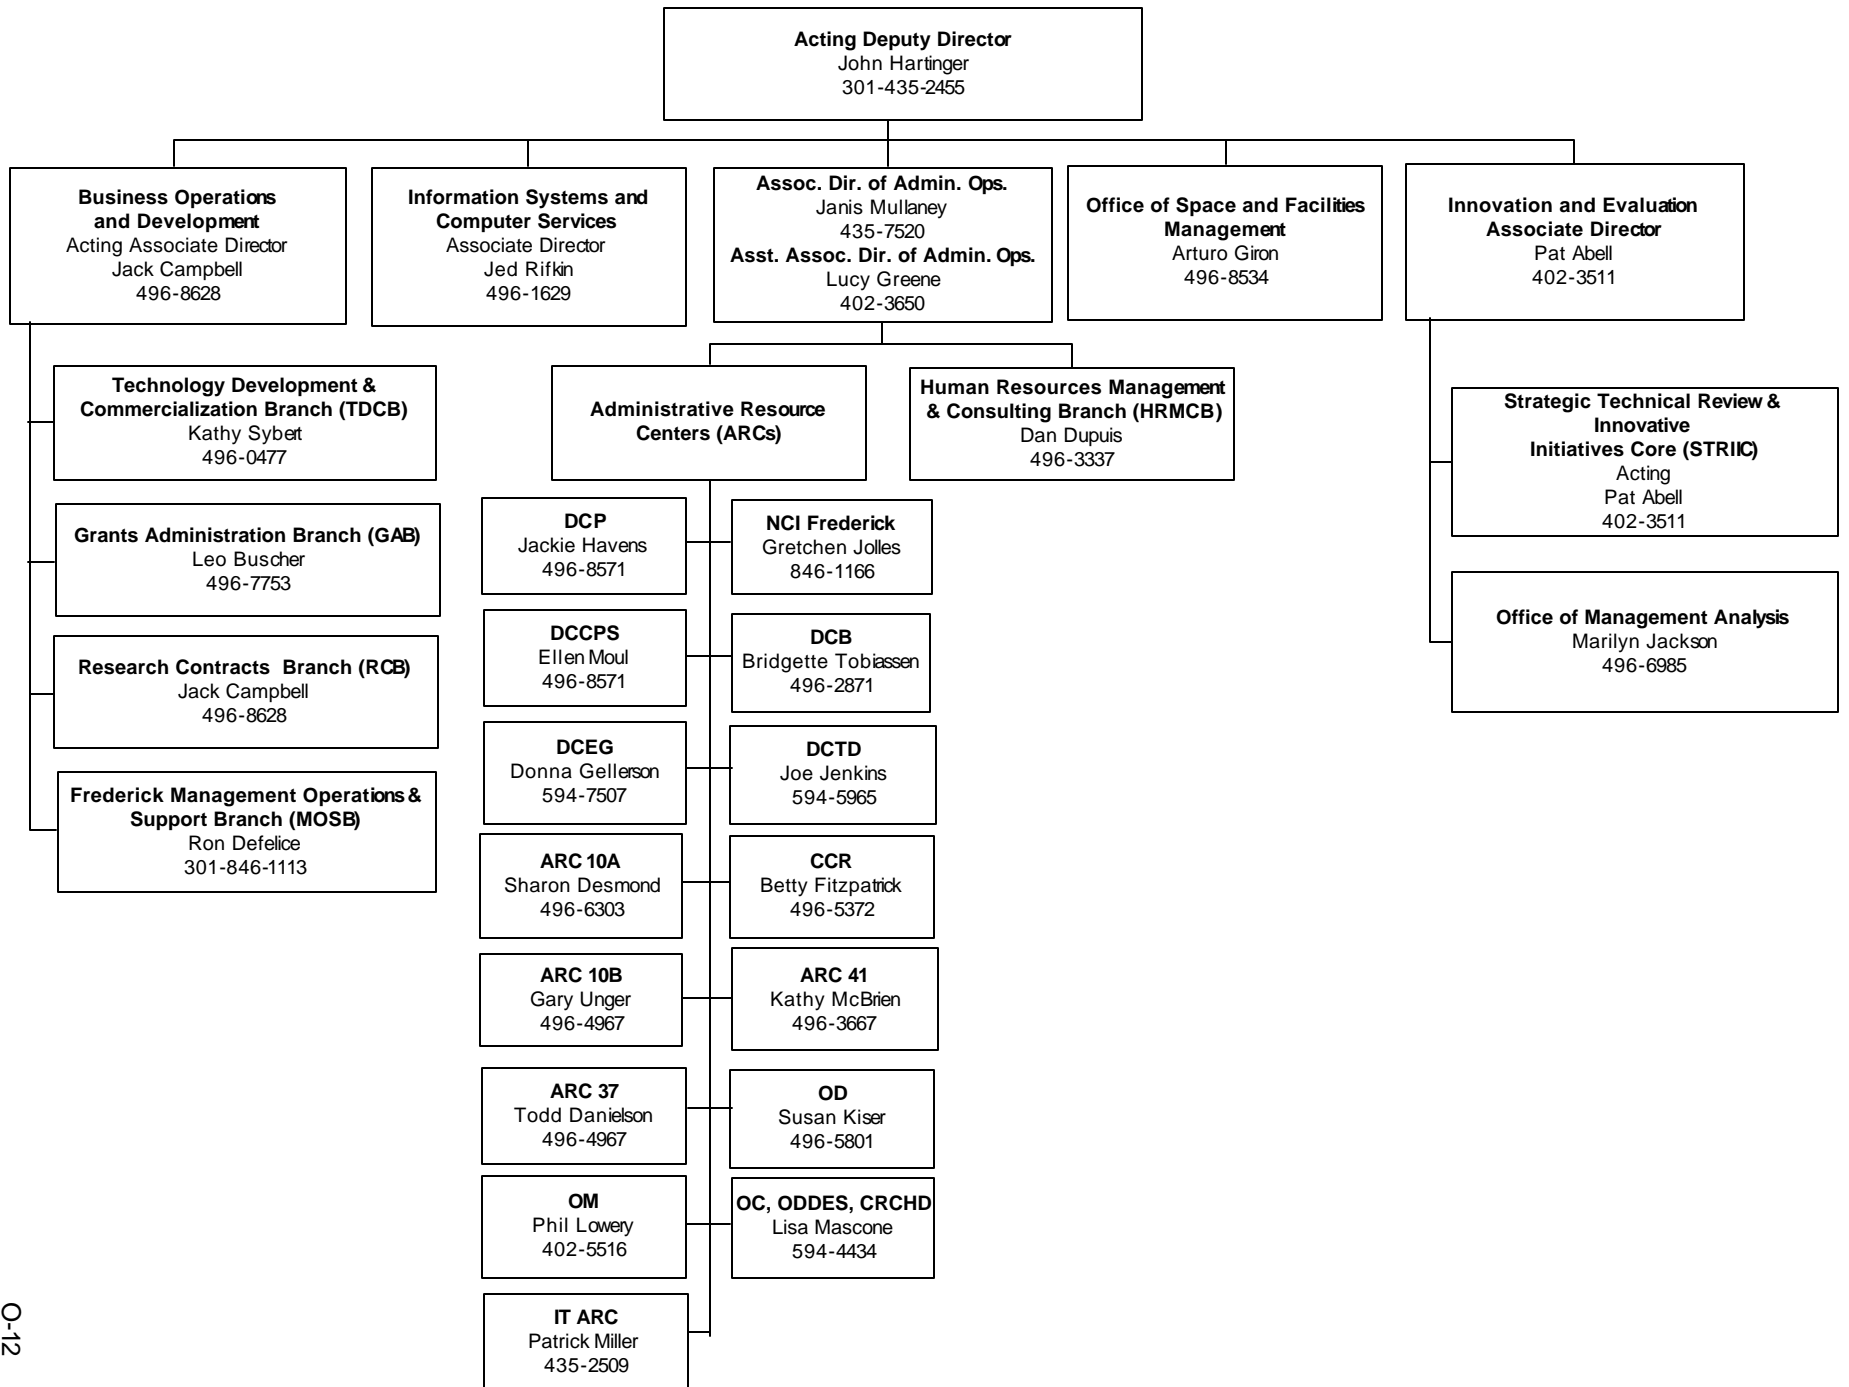 Acting Deputy Director
John Hartinger
301-435-2455
Business Operations
and Development
Acting Associate Director
Jack Campbell
496-8628
Information Systems and
Computer Services
Associate Director
Jed Rifkin
496-1629
Assoc. Dir. of Admin. Ops.
Janis Mullaney
435-7520
Asst. Assoc. Dir. of Admin. Ops.
Lucy Greene
402-3650
Office of Space and Facilities
Management
Arturo Giron
496-8534
Innovation and Evaluation
Associate Director
Pat Abell
402-3511
Technology Development &
Commercialization Branch (TDCB)
Kathy Sybert
496-0477
Grants Administration Branch (GAB)
Leo Buscher
496-7753
Research Contracts Branch (RCB)
Jack Campbell
496-8628
Frederick Management Operations &
Support Branch (MOSB)
Ron Defelice
301-846-1113
Administrative Resource
Centers (ARCs)
Human Resources Management
& Consulting Branch (HRMCB)
Dan Dupuis
496-3337
DCP
Jackie Havens
496-8571
NCI Frederick
Gretchen Jolles
846-1166
DCCPS
Ellen Moul
496-8571
DCB
Bridgette Tobiassen
496-2871
DCEG
Donna Gellerson
594-7507
DCTD
Joe Jenkins
594-5965
ARC 10A
Sharon Desmond
496-6303
CCR
Betty Fitzpatrick
496-5372
ARC 10B
Gary Unger
496-4967
ARC 41
Kathy McBrien
496-3667
ARC 37
Todd Danielson
496-4967
OD
Susan Kiser
496-5801
OM
Phil Lowery
402-5516
OC, ODDES, CRCHD
Lisa Mascone
594-4434
IT ARC
Patrick Miller
435-2509
Strategic Technical Review &
Innovative
Initiatives Core (STRIIC)
Acting
Pat Abell
402-3511
Office of Management Analysis
Marilyn Jackson
496-6985
O-12